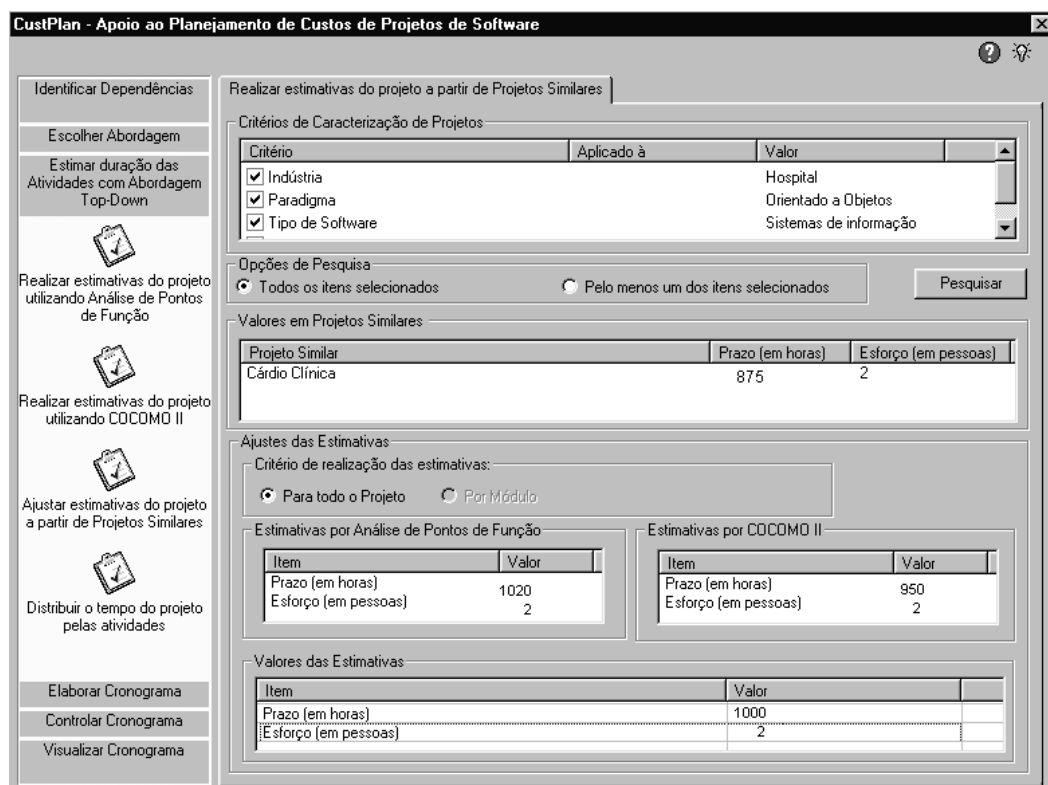 CustPlan - Apoio ao Planejamento de Custos de Projetos de Software
Identificar Dependências
Escolher Abordagem
Estimar duração das
Atividades com Abordagem
Top-Down
Realizar estimativas do projeto
utilizando Análise de Pontos
de Função
Realizar estimativas do projeto
utilizando COCOMO II
Ajustar estimativas do projeto
a partir de Projetos Similares
Distribuir o tempo do projeto
pelas atividades
Elaborar Cronograma
Controlar Cronograma
Visualizar Cronograma
Realizar estimativas do projeto a partir de Projetos Similares
Critérios de Caracterização de Projetos
Critério Aplicado à Valor
Indústria Hospital
Paradigma Orientado a Objetos
Tipo de Software Sistemas de informação
Opções de Pesquisa
Todos os itens selecionados Pelo menos um dos itens selecionados Pesquisar
Valores em Projetos Similares
Projeto Similar Prazo (em horas) Esforço (em pessoas)
Cárdio Clínica 875 2
Ajustes das Estimativas
Critério de realização das estimativas:
Para todo o Projeto Por Módulo
Estimativas por Análise de Pontos de Função
Item Valor
Prazo (em horas) 1020
Esforço (em pessoas) 2
Estimativas por COCOMO II
Item Valor
Prazo (em horas) 950
Esforço (em pessoas) 2
Valores das Estimativas
Item Valor
Prazo (em horas) 1000
Esforço (em pessoas) 2